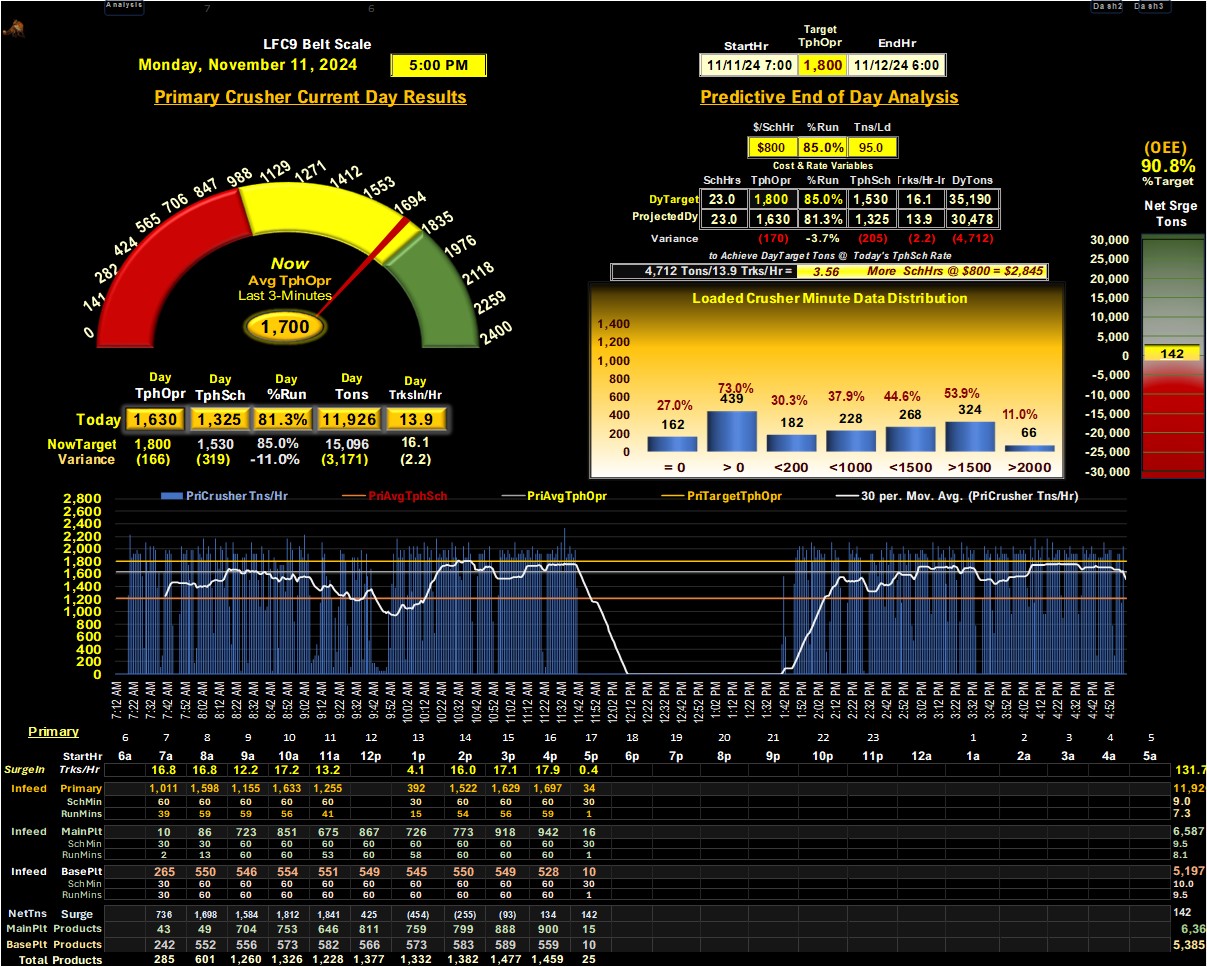 Analysis
7
6
Dash2
Dash3
LFC9 Belt Scale
Monday, November 11, 2024
5:00 PM
Primary Crusher Current Day Results
StartHr
Target
TphOpr
EndHr
11/11/24 7:00 1,800 11/12/24 6:00
Predictive End of Day Analysis
$/SchHr %Run Tns/Ld
$800 85.0% 95.0
Cost & Rate Variables
SchHrs TphOpr %Run TphSch Trks/Hr-Ir DyTons
DyTarget 23.0 1,800 85.0% 1,530 16.1 35,190
ProjectedDy 23.0 1,630 81.3% 1,325 13.9 30,478
Variance (170) -3.7% (205) (2.2) (4,712)
to Achieve DayTarget Tons @ Today's TphSch Rate
4,712 Tons/13.9 Trks/Hr = 3.56 More SchHrs @ $800 = $2,845
(OEE)
90.8%
%Target
Net Srge
Tons
30,000
25,000
20,000
15,000
10,000
5,000
0
-5,000
-10,000
-15,000
-20,000
-25,000
-30,000
142
0
141
282
424
565
706
847
988
1129
1271
1412
1553
1694
1835
1976
2118
2259
2400
Now
Avg TphOpr
Last 3-Minutes
1,700
Day Day Day Day Day
TphOpr TphSch %Run Tons TrksIn/Hr
Today 1,630 1,325 81.3% 11,926 13.9
NowTarget 1,800 1,530 85.0% 15,096 16.1
Variance (166) (319) -11.0% (3,171) (2.2)
Loaded Crusher Minute Data Distribution
1,400
1,200
1,000
800
600
400
200
0
27.0% 73.0% 30.3% 37.9% 44.6% 53.9% 11.0%
162 439 182 228 268 324 66
= 0 > 0 <200 <1000 <1500 >1500 >2000
PriCrusher Tns/Hr PriAvgTphSch PriAvgTphOpr PriTargetTphOpr 30 per. Mov. Avg. (PriCrusher Tns/Hr)
2,800
2,600
2,400
2,200
2,000
1,800
1,600
1,400
1,200
1,000
800
600
400
200
0
7:12 AM 7:22 AM 7:32 AM 7:42 AM 7:52 AM 8:02 AM 8:12 AM 8:22 AM 8:32 AM 8:42 AM 8:52 AM 9:02 AM 9:12 AM 9:22 AM 9:32 AM 9:42 AM 9:52 AM 10:02 AM 10:12 AM 10:22 AM 10:32 AM 10:42 AM 10:52 AM 11:02 AM 11:12 AM 11:22 AM 11:32 AM 11:42 AM 11:52 AM 12:02 PM 12:12 PM 12:22 PM 12:32 PM 12:42 PM 12:52 PM 1:02 PM 1:12 PM 1:22 PM 1:32 PM 1:42 PM 1:52 PM 2:02 PM 2:12 PM 2:22 PM 2:32 PM 2:42 PM 2:52 PM 3:02 PM 3:12 PM 3:22 PM 3:32 PM 3:42 PM 3:52 PM 4:02 PM 4:12 PM 4:22 PM 4:32 PM 4:42 PM 4:52 PM
Primary 6 7 8 9 10 11 12 13 14 15 16 17 18 19 20 21 22 23 1 2 3 4 5
StartHr 6a 7a 8a 9a 10a 11a 12p 1p 2p 3p 4p 5p 6p 7p 8p 9p 10p 11p 12a 1a 2a 3a 4a 5a
SurgeIn Trks/Hr 16.8 16.8 12.2 17.2 13.2 4.1 16.0 17.1 17.9 0.4 131.7
Infeed Primary 1,011 1,598 1,155 1,633 1,255 392 1,522 1,629 1,697 34 11,92
SchMin 60 60 60 60 60 30 60 60 60 30 9.0
RunMins 39 59 59 56 41 15 54 56 59 1 7.3
Infeed MainPlt 10 86 723 851 675 867 726 773 918 942 16 6,587
SchMin 30 30 60 60 60 60 60 60 60 60 30 9.5
RunMins 2 13 60 60 53 60 58 60 60 60 1 8.1
Infeed BasePlt 265 550 546 554 551 549 545 550 549 528 10 5,197
SchMin 30 60 60 60 60 60 60 60 60 60 30 10.0
RunMins 30 60 60 60 60 60 60 60 60 60 1 9.5
NetTns Surge 736 1,698 1,584 1,812 1,841 425 (454) (255) (93) 134 142 142
MainPlt Products 43 49 704 753 646 811 759 799 888 900 15 6,36
BasePlt Products 242 552 556 573 582 566 573 583 589 559 10 5,385
Total Products 285 601 1,260 1,326 1,228 1,377 1,332 1,382 1,477 1,459 25